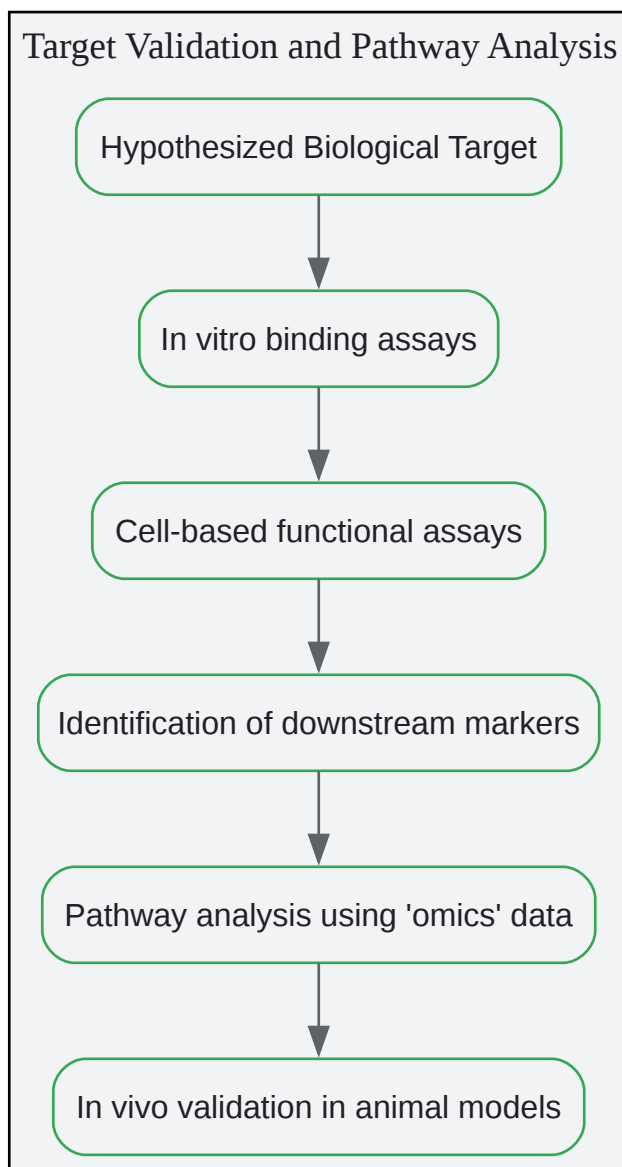 Target Validation and Pathway Analysis
Hypothesized Biological Target
In vitro binding assays
Cell-based functional assays
Identification of downstream markers
Pathway analysis using 'omics' data
In vivo validation in animal models